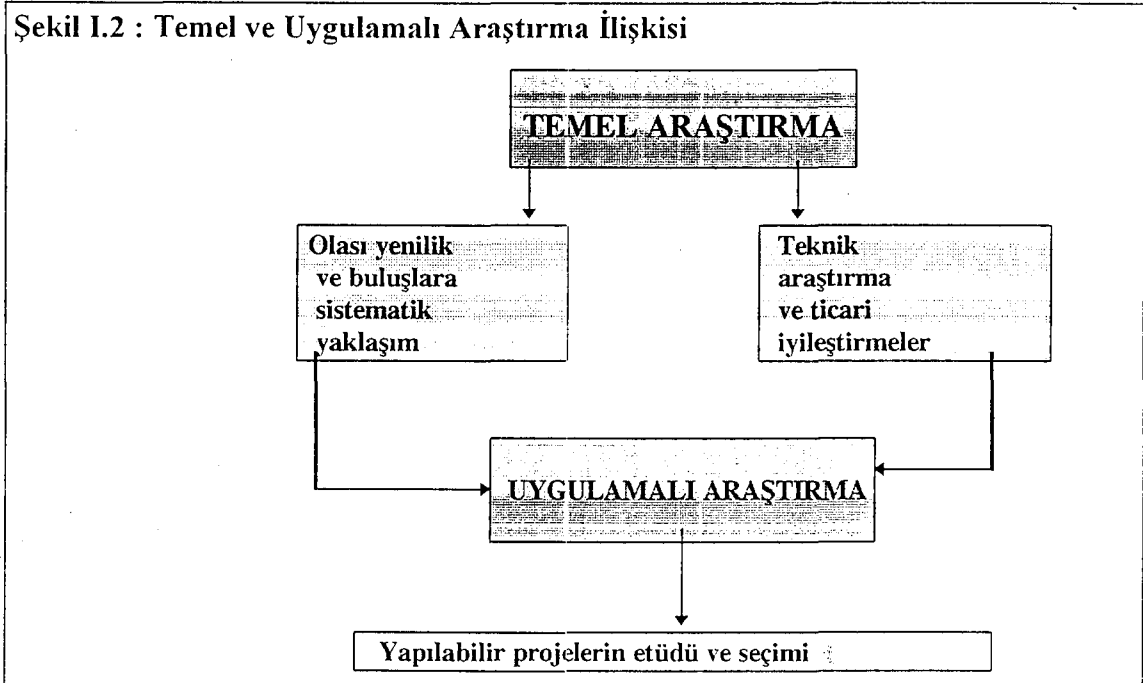 Şekil I.2 : Temel ve Uygulamalı Araştırma İlişkisi
TEMEL ARAŞTIRMA
Olası yenilik
ve buluşlara
sistematik
yaklaşım
Teknik
araştırma
ve ticari
iyileştirmeler
UYGULAMALI ARAŞTIRMA
Yapılabilir projelerin etüdü ve seçimi